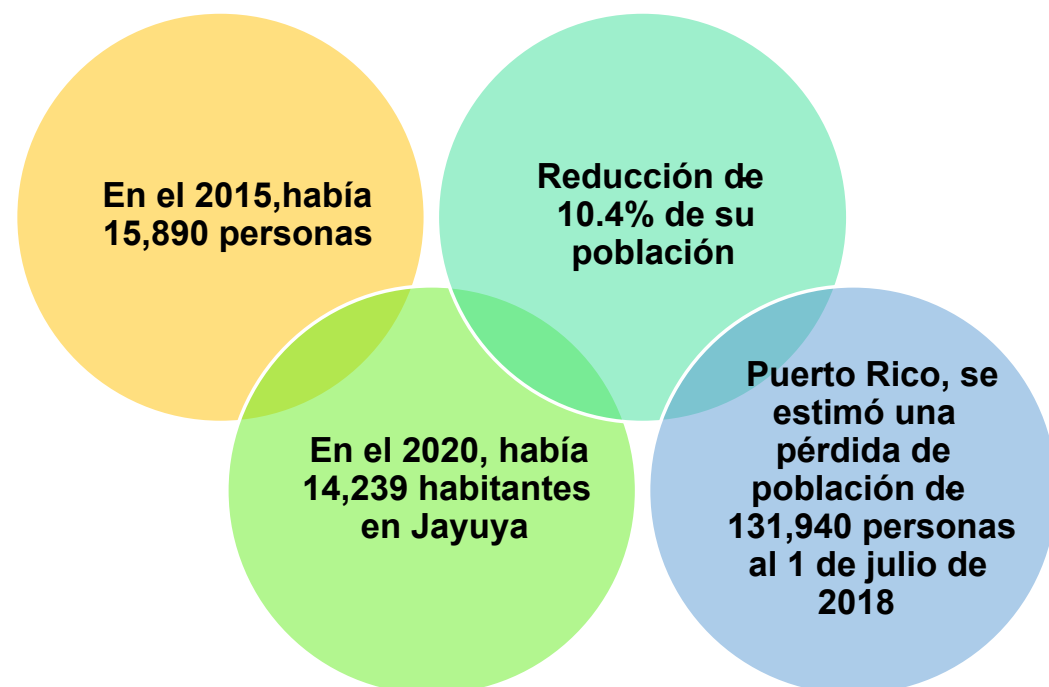 En el 2015,había
15,890 personas
Reducción de
10.4% de su
población
En el 2020, había
14,239 habitantes
en Jayuya
Puerto Rico, se
estimó una
pérdida de
población de
131,940 personas
al 1 de julio de
2018